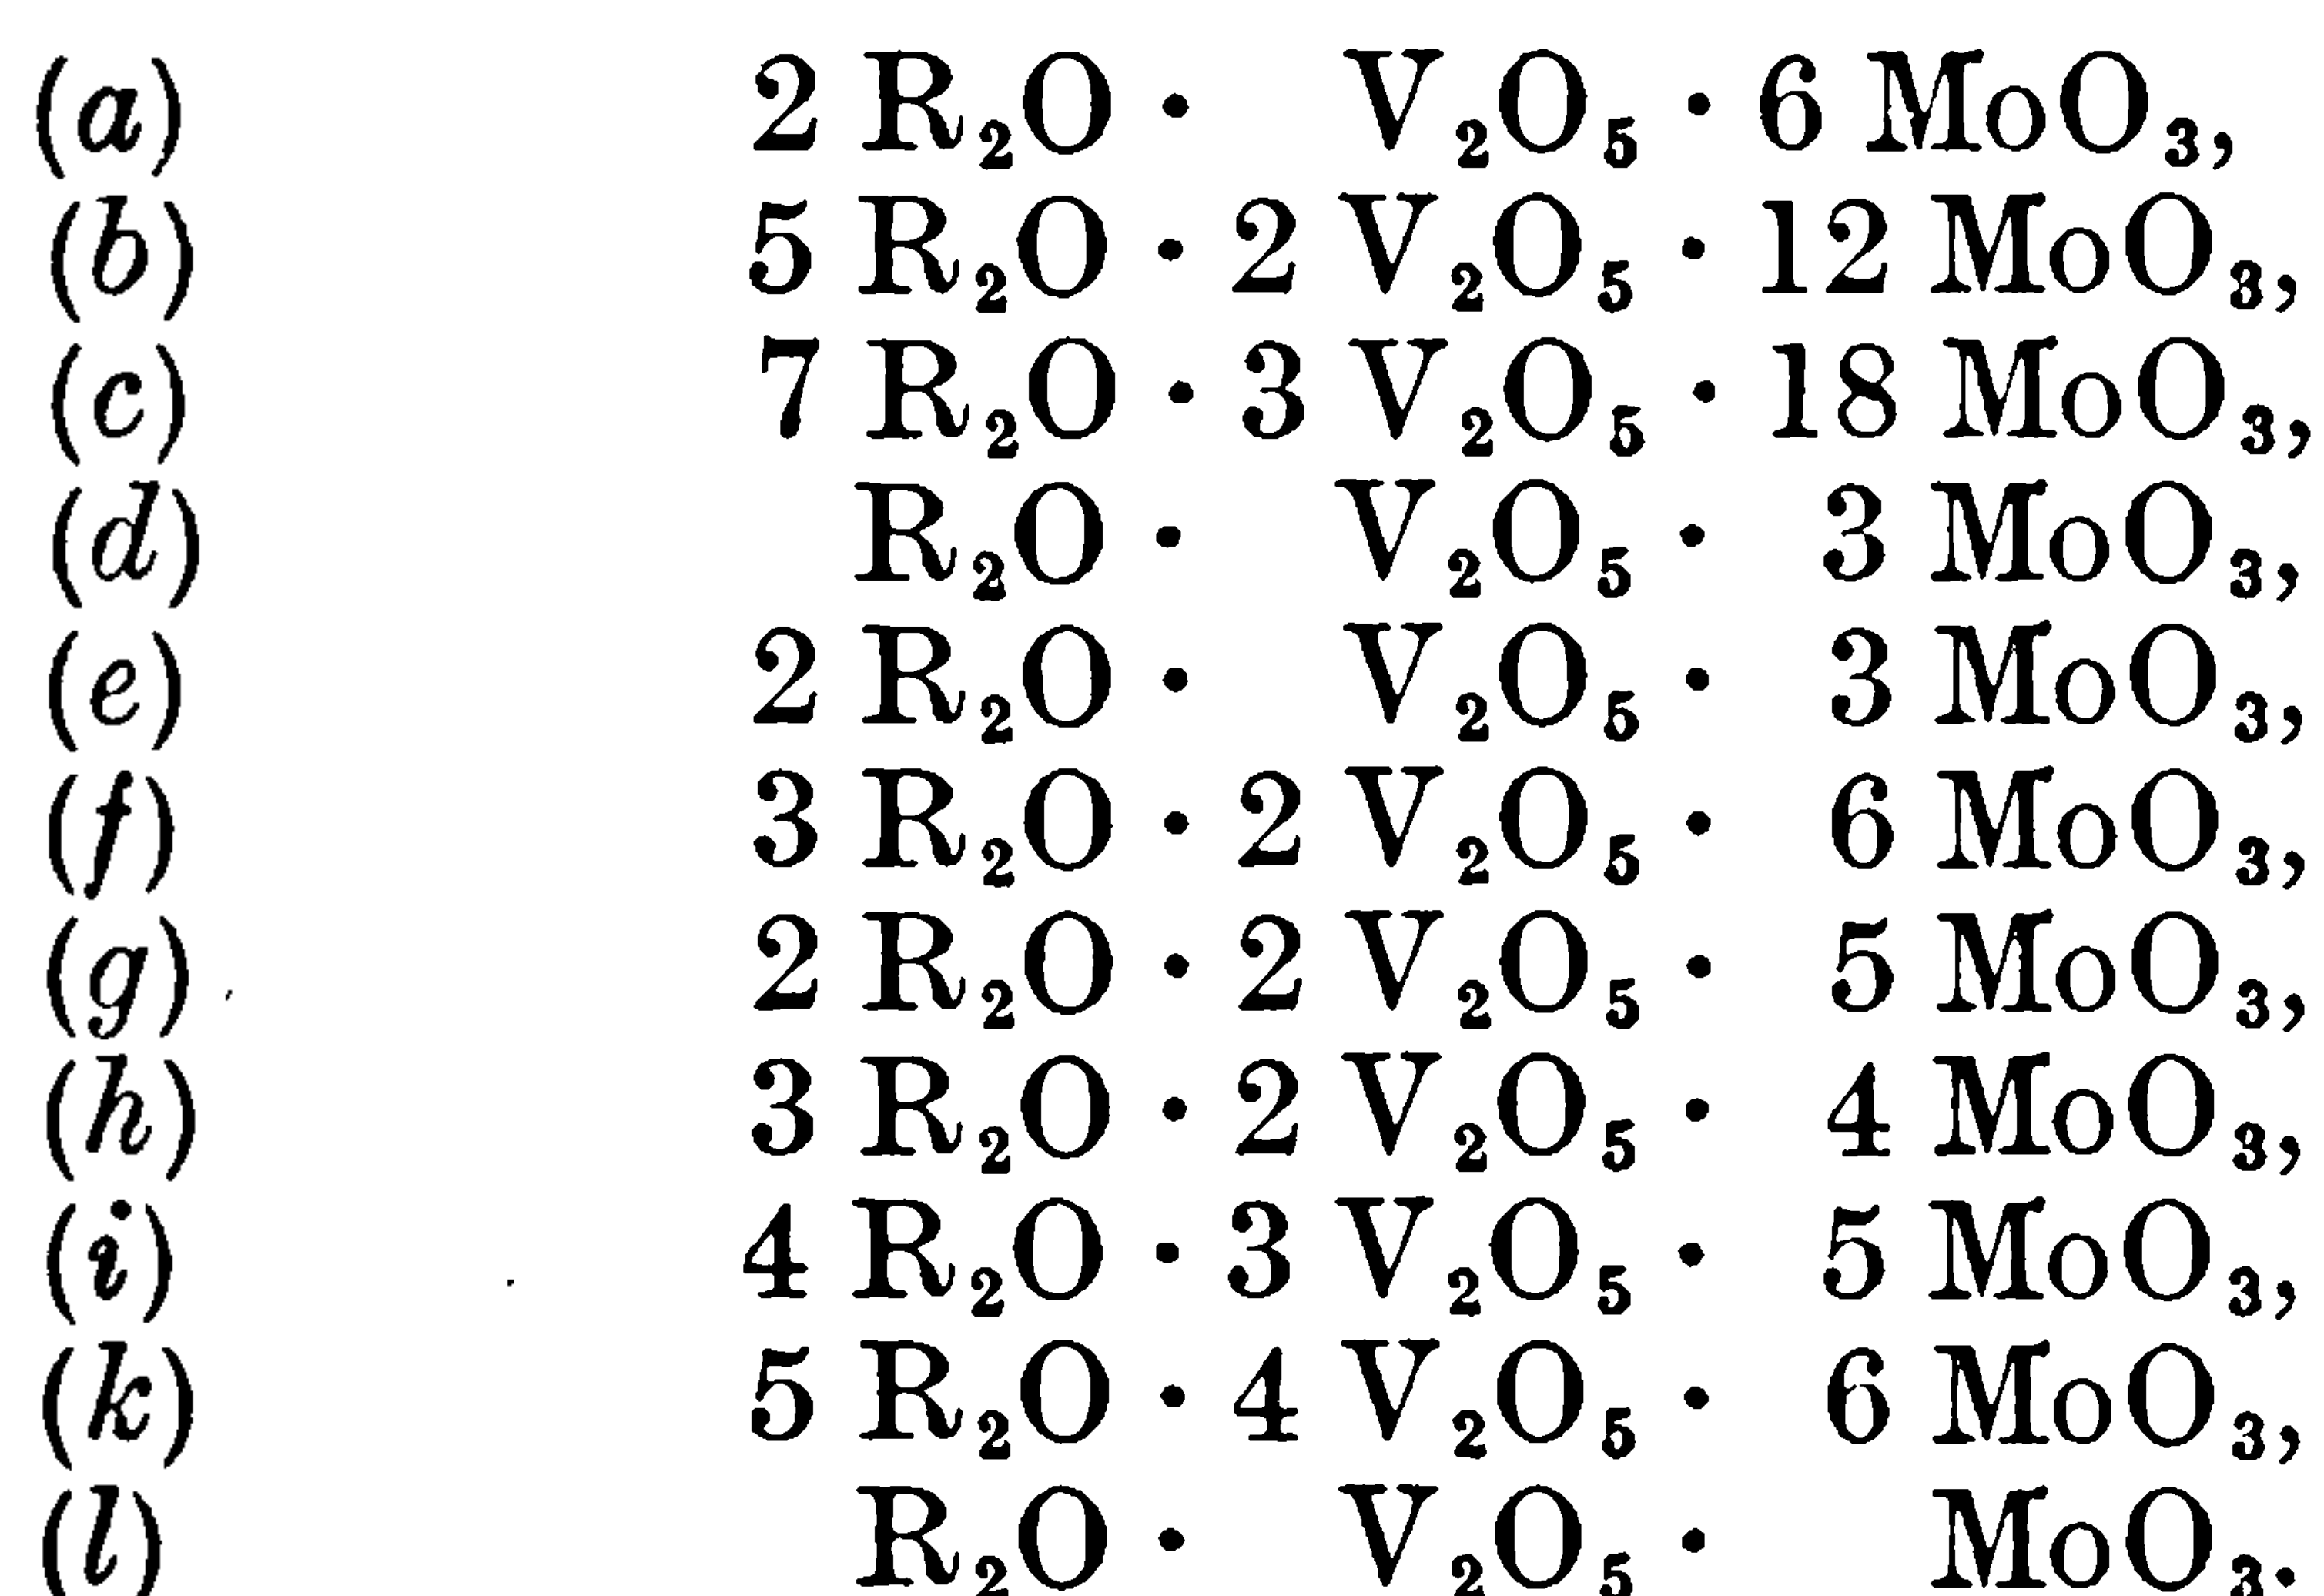 (a) 2 R₂O · V₂O₅ · 6 MoO₃,
(b) 5 R₂O · 2 V₂O₅ · 12 MoO₃,
(c) 7 R₂O · 3 V₂O₅ · 18 MoO₃,
(d) R₂O · V₂O₅ · 3 MoO₃,
(e) 2 R₂O · V₂O₅ · 3 MoO₃,
(f) 3 R₂O · 2 V₂O₅ · 6 MoO₃,
(g) 2 R₂O · 2 V₂O₅ · 5 MoO₃,
(h) 3 R₂O · 2 V₂O₅ · 4 MoO₃,
(i) 4 R₂O · 3 V₂O₅ · 5 MoO₃,
(k) 5 R₂O · 4 V₂O₅ · 6 MoO₃,
(l) R₂O · V₂O₅ · MoO₃.